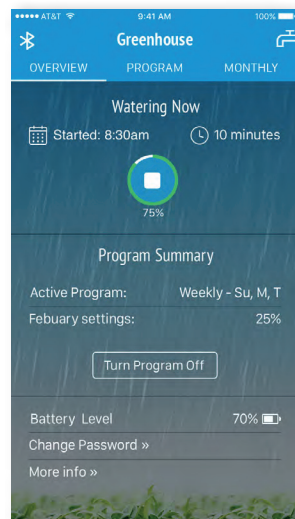 AT&T 9:41 AM 100%
Greenhouse
OVERVIEW PROGRAM MONTHLY
Watering Now
Started: 8:30am 10 minutes
75%
Program Summary
Active Program: Weekly - Su, M, T
Febuary settings: 25%
Turn Program Off
Battery Level 70%
Change Password »
More info »